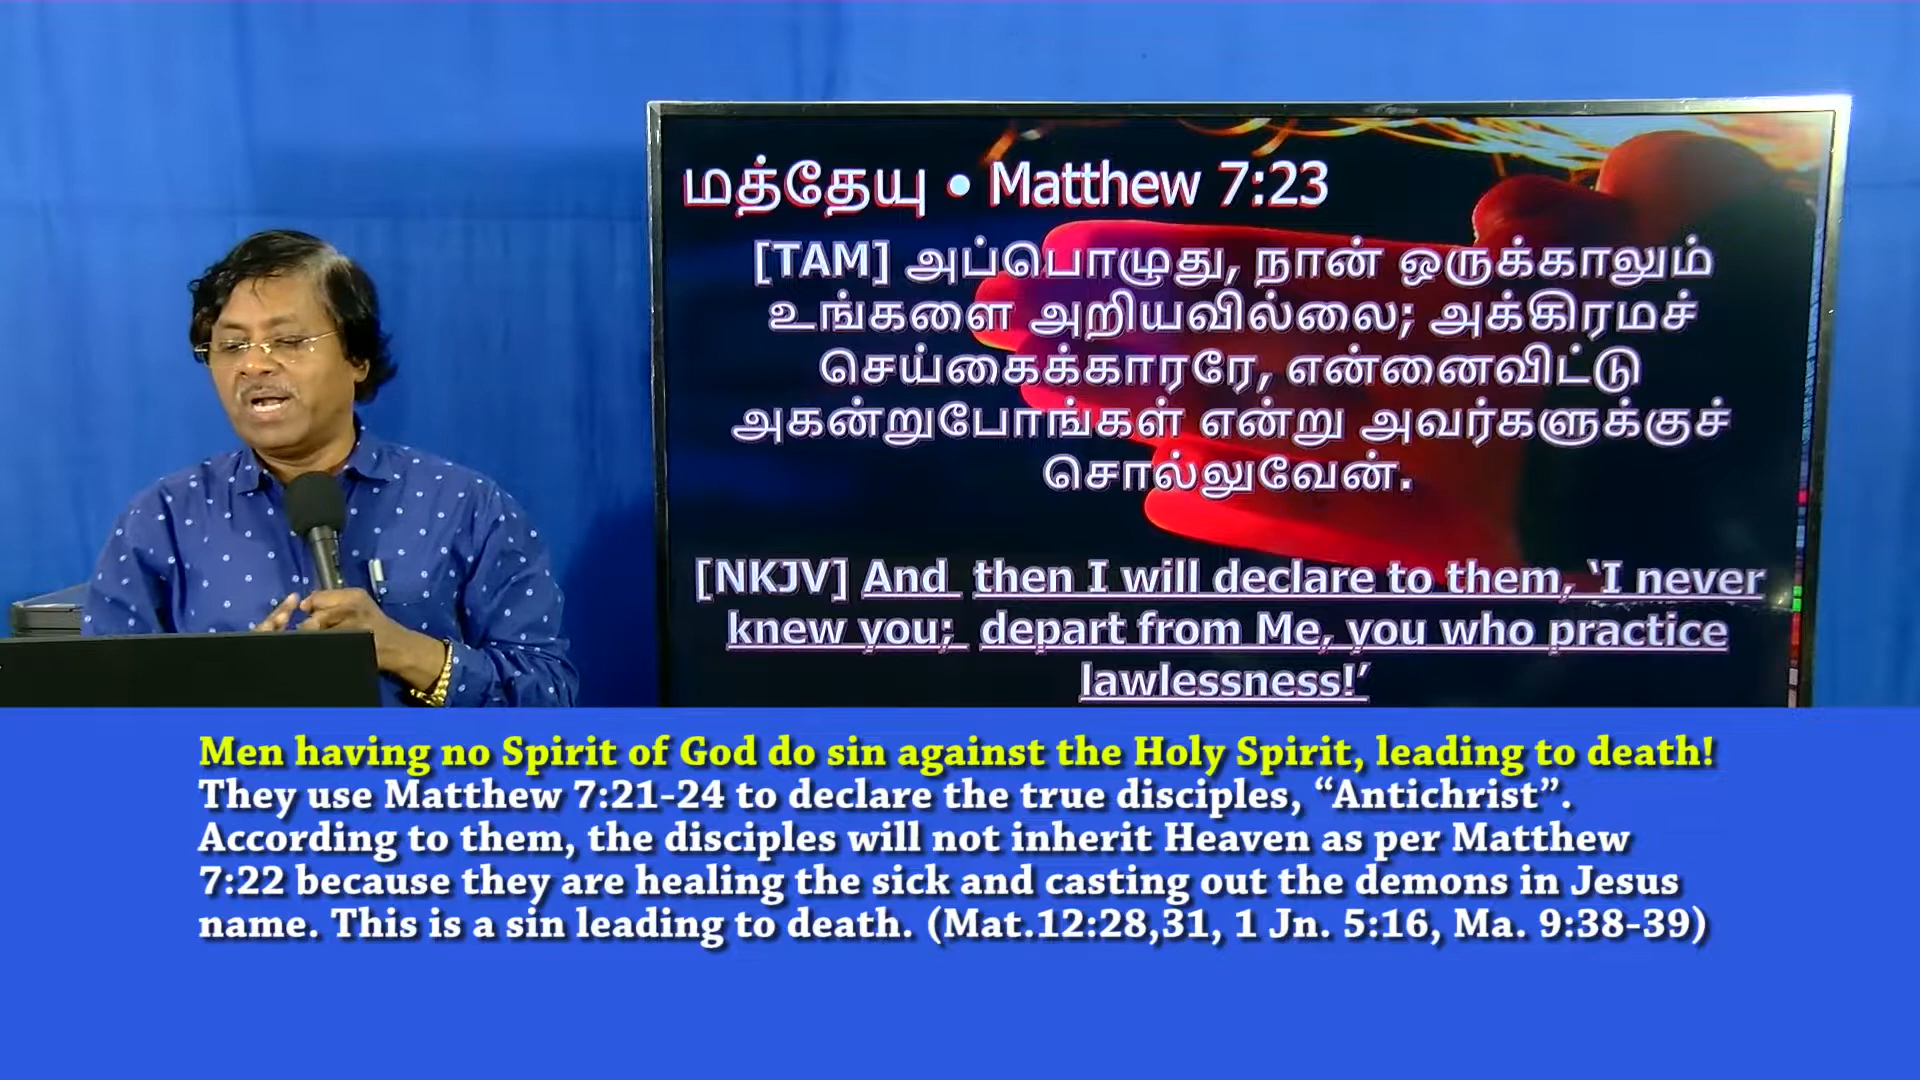 மத்தேயு • Matthew 7:23
[TAM] அப்பொழுது, நான் ஒருக்காலும்
உங்களை அறியவில்லை; அக்கிரமச்
செய்கைக்காரரே, என்னைவிட்டு
அகன்றுபோங்கள் என்று அவர்களுக்குச்
சொல்லுவேன்.
[NKJV] And then I will declare to them, ‘I never
knew you; depart from Me, you who practice
lawlessness!’
Men having no Spirit of God do sin against the Holy Spirit, leading to death!
They use Matthew 7:21-24 to declare the true disciples, “Antichrist”.
According to them, the disciples will not inherit Heaven as per Matthew
7:22 because they are healing the sick and casting out the demons in Jesus
name. This is a sin leading to death. (Mat.12:28,31, 1 Jn. 5:16, Ma. 9:38-39)